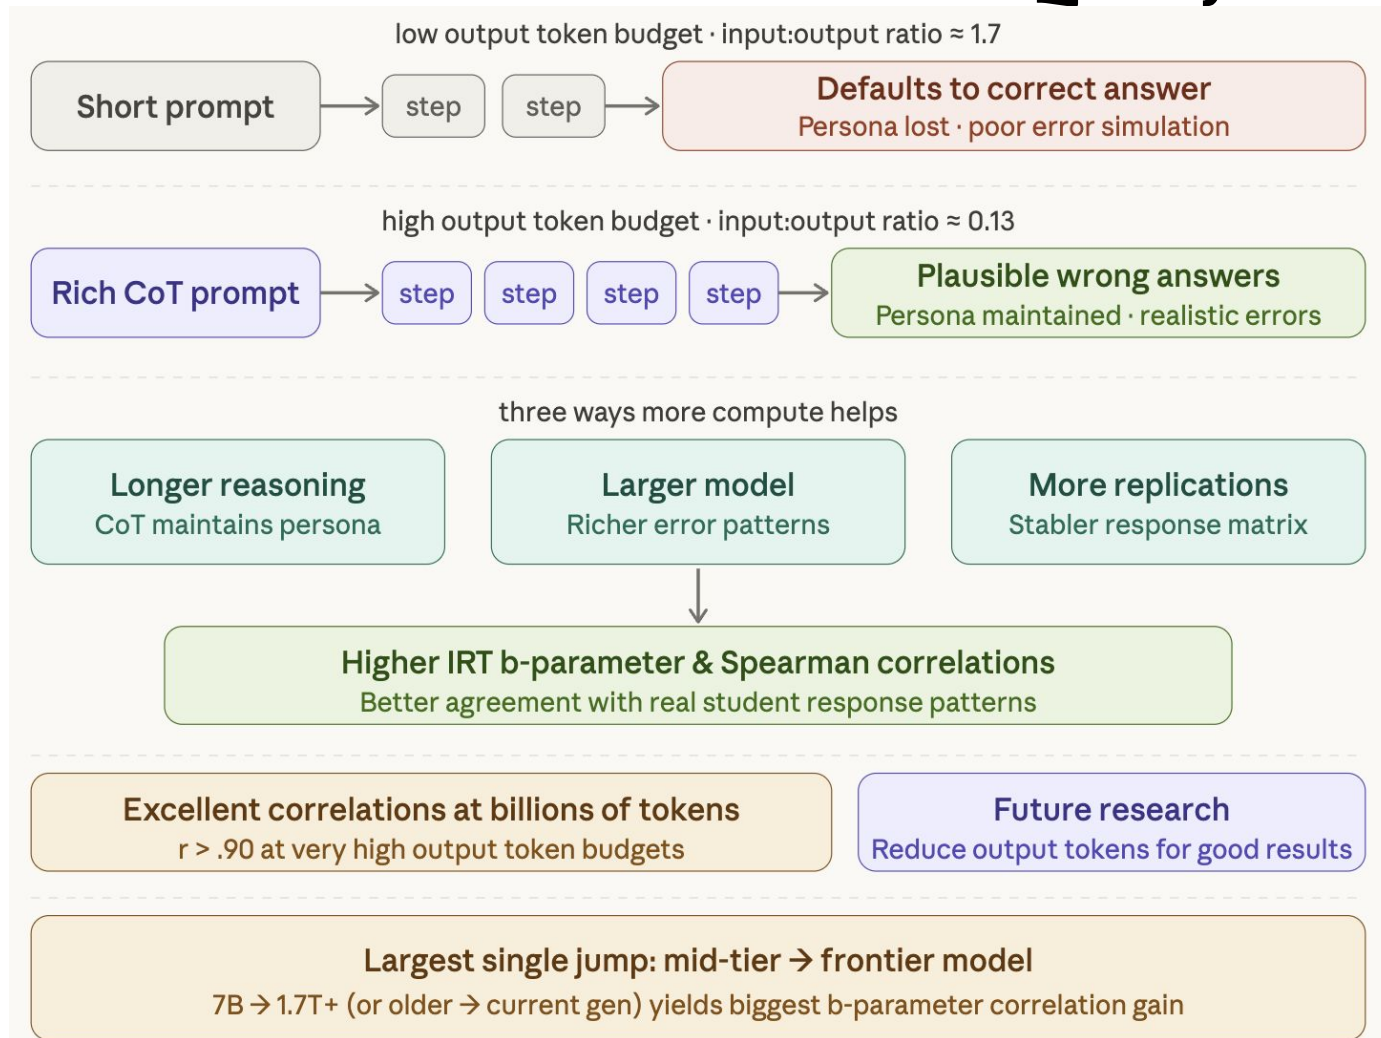 low output token budget · input:output ratio ≈ 1.7
Short prompt
step
step
Defaults to correct answer
Persona lost · poor error simulation
high output token budget · input:output ratio ≈ 0.13
Rich CoT prompt
step
step
step
step
Plausible wrong answers
Persona maintained · realistic errors
three ways more compute helps
Longer reasoning
CoT maintains persona
Larger model
Richer error patterns
More replications
Stabler response matrix
Higher IRT b-parameter & Spearman correlations
Better agreement with real student response patterns
Excellent correlations at billions of tokens
r > .90 at very high output token budgets
Future research
Reduce output tokens for good results
Largest single jump: mid-tier → frontier model
7B → 1.7T+ (or older → current gen) yields biggest b-parameter correlation gain